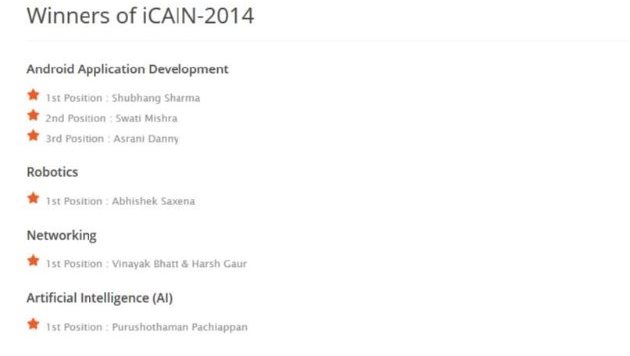 Winners of iCAIN-2014
Android Application Development
1st Position : Shubhang Sharma
2nd Position : Swati Mishra
3rd Position : Asrani Danny
Robotics
1st Position : Abhishek Saxena
Networking
1st Position : Vinayak Bhatt & Harsh Gaur
Artificial Intelligence (AI)
1st Position : Purushothaman Pachiappan